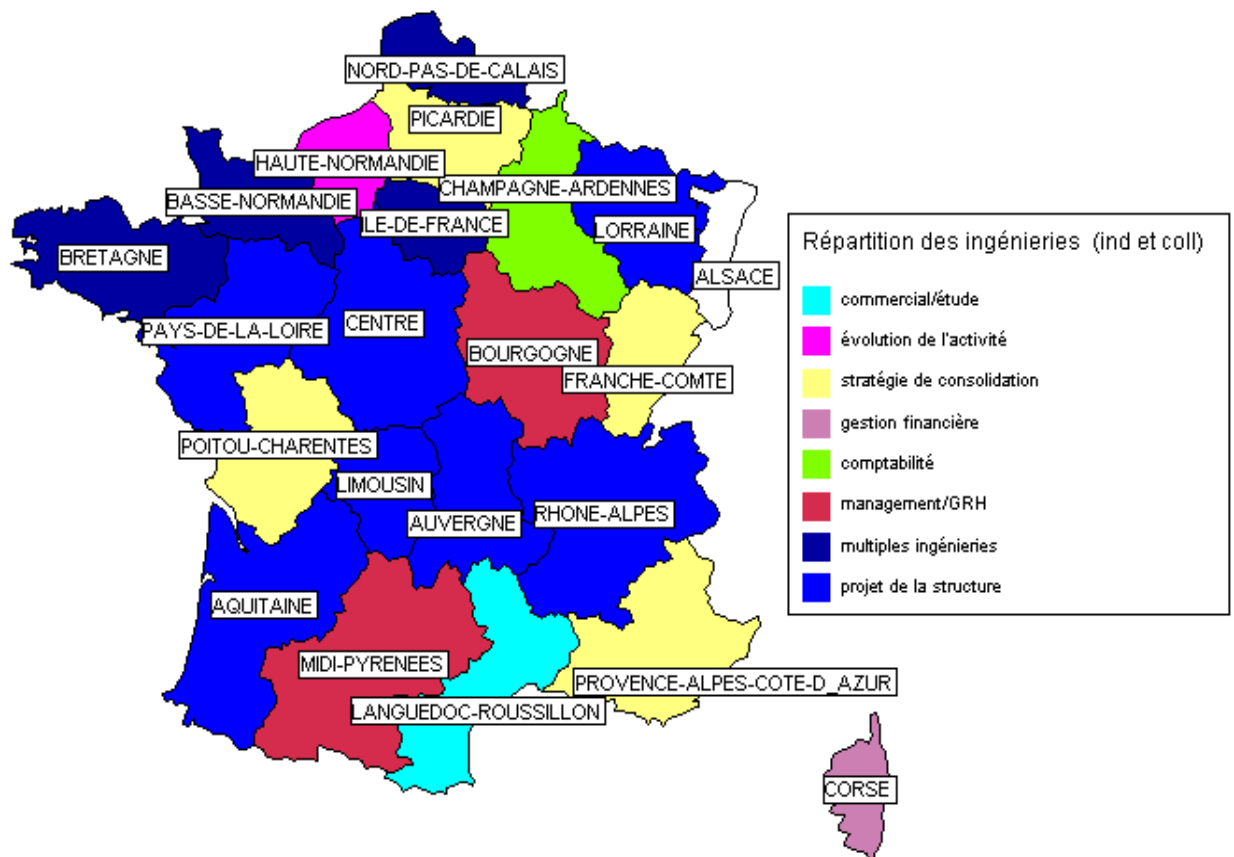 NORD-PAS-DE-CALAIS
PICARDIE
HAUTE-NORMANDIE
CHAMPAGNE-ARDENNES
BASSE-NORMANDIE
ILE-DE-FRANCE
LORRAINE
BRETAGNE
ALSACE
PAYS-DE-LA-LOIRE
CENTRE
BOURGOGNE
FRANCHE-COMTE
POITOU-CHARENTES
LIMOUSIN
AUVERGNE
RHONE-ALPES
AQUITAINE
MIDI-PYRENEES
PROVENCE-ALPES-COTE-D_AZUR
LANGUEDOC-ROUSSILLON
CORSE
Répartition des ingénieries (ind et coll)
commercial/étude
évolution de l'activité
stratégie de consolidation
gestion financière
comptabilité
management/GRH
multiples ingénieries
projet de la structure